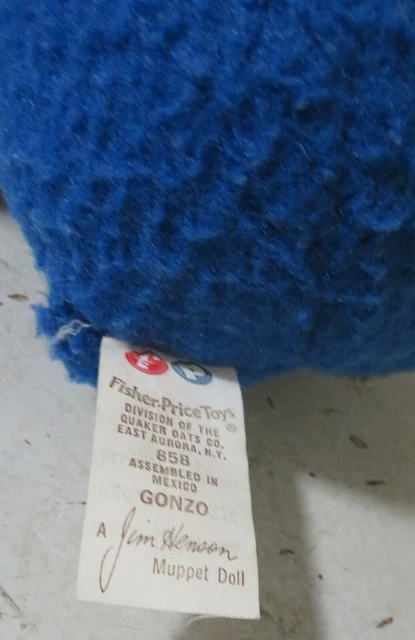 Fisher-Price Toys®
DIVISION OF THE
QUAKER OATS CO.
EAST AURORA, N.Y.
858
ASSEMBLED IN
MEXICO
GONZO
A Jim Henson
Muppet Doll